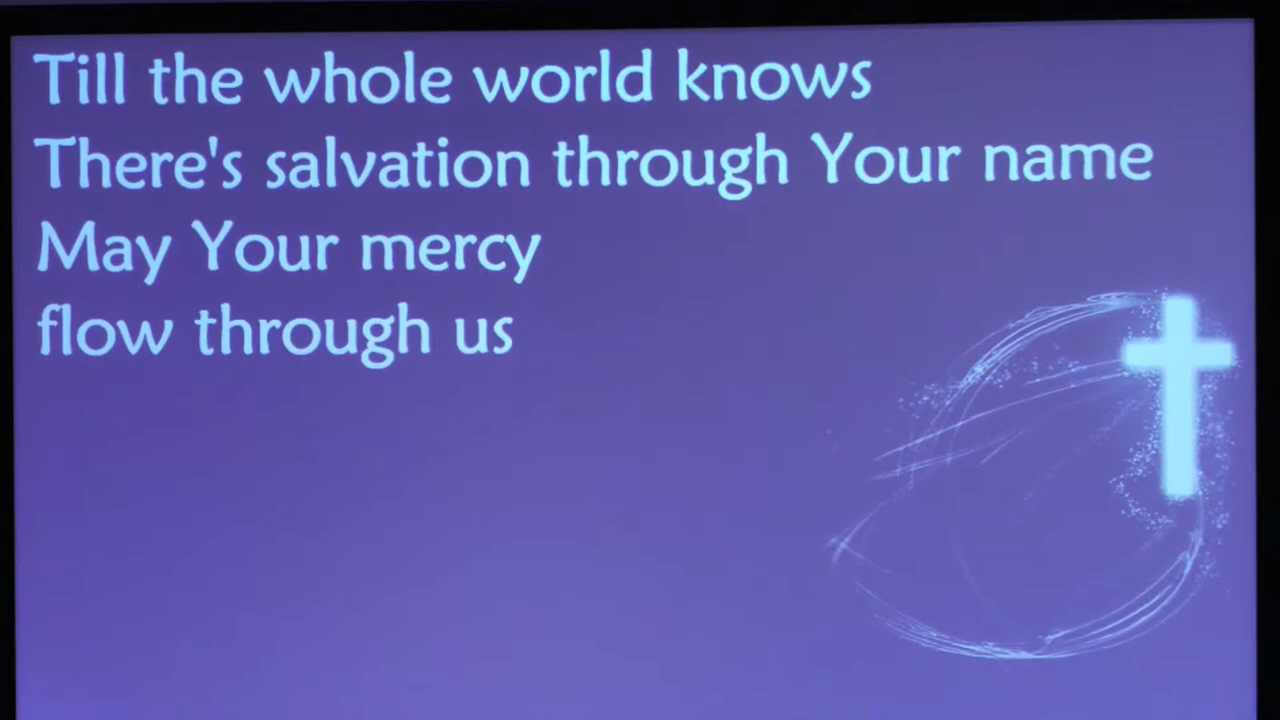 Till the whole world knows
There's salvation through Your name
May Your mercy
flow through us